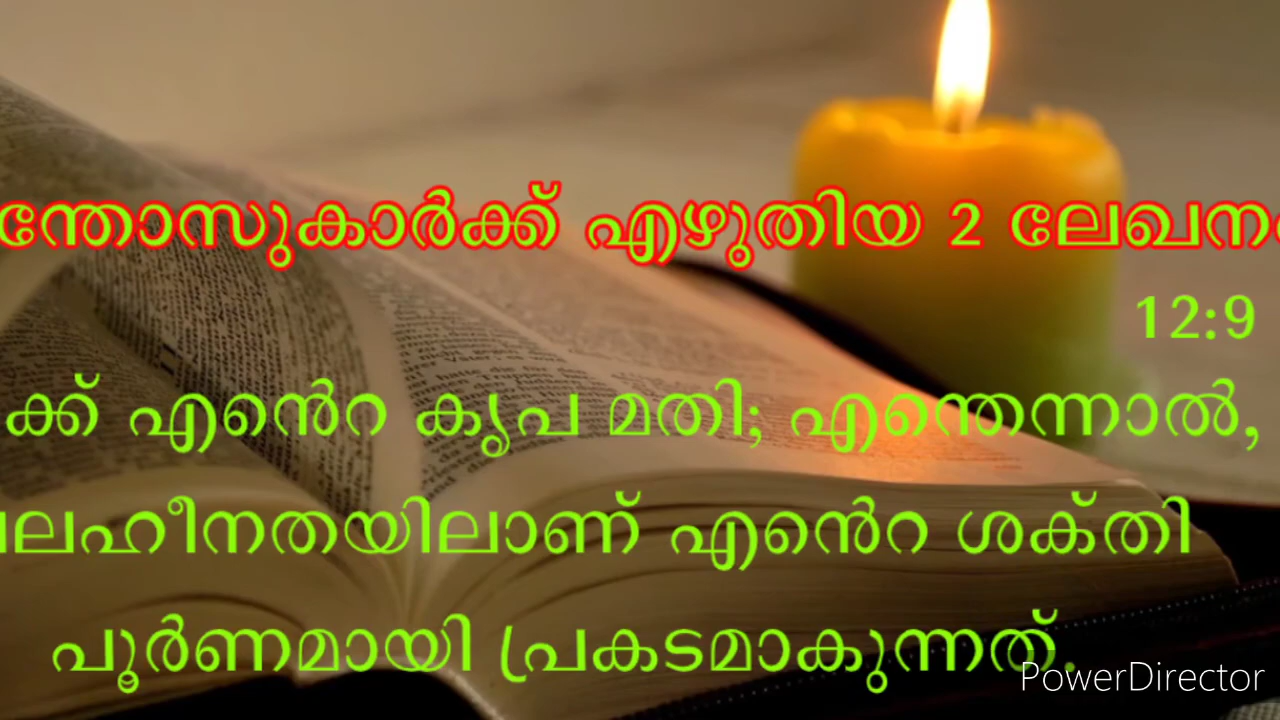 ന്തോസുകാർക്ക് എഴുതിയ 2 ലേഖന
12:9
ക്ക് എൻെറ കൃപ മതി; എന്തെന്നാൽ,
ലഹീനതയിലാണ് എൻെറ ശക്‌തി
പൂർണമായി പ്രകടമാകുന്നത്.
PowerDirector